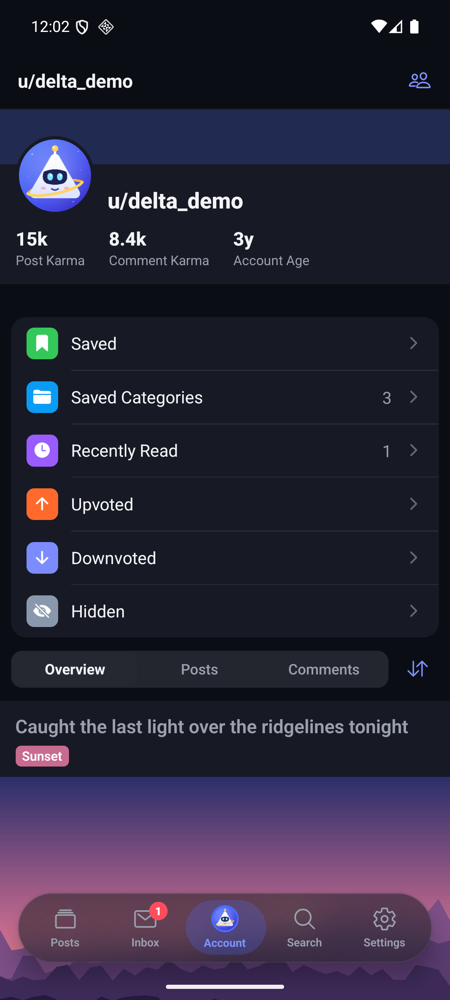 12:02
u/delta_demo
u/delta_demo
15k 8.4k 3y
Post Karma Comment Karma Account Age
Saved
Saved Categories 3
Recently Read 1
Upvoted
Downvoted
Hidden
Overview Posts Comments
Caught the last light over the ridgelines tonight
Sunset
1
Posts Inbox Account Search Settings